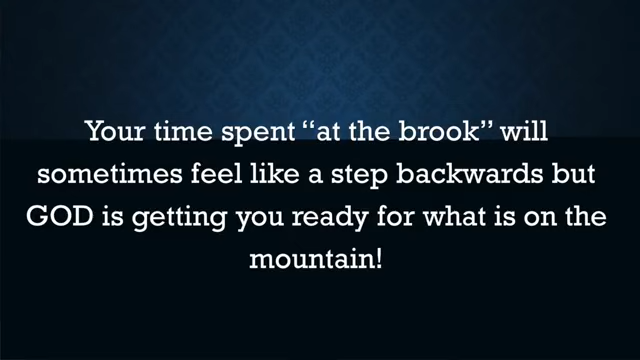 Your time spent “at the brook” will
sometimes feel like a step backwards but
GOD is getting you ready for what is on the
mountain!